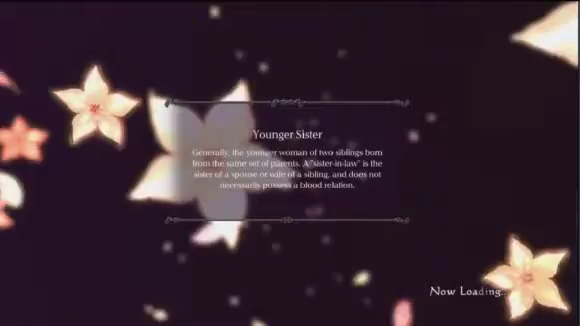 Younger Sister
Generally, the younger woman of two siblings born
from the same set of parents. A "sister-in-law" is the
sister of a spouse or wife of a sibling, and does not
necessarily possess a blood relation.
Now Loading..